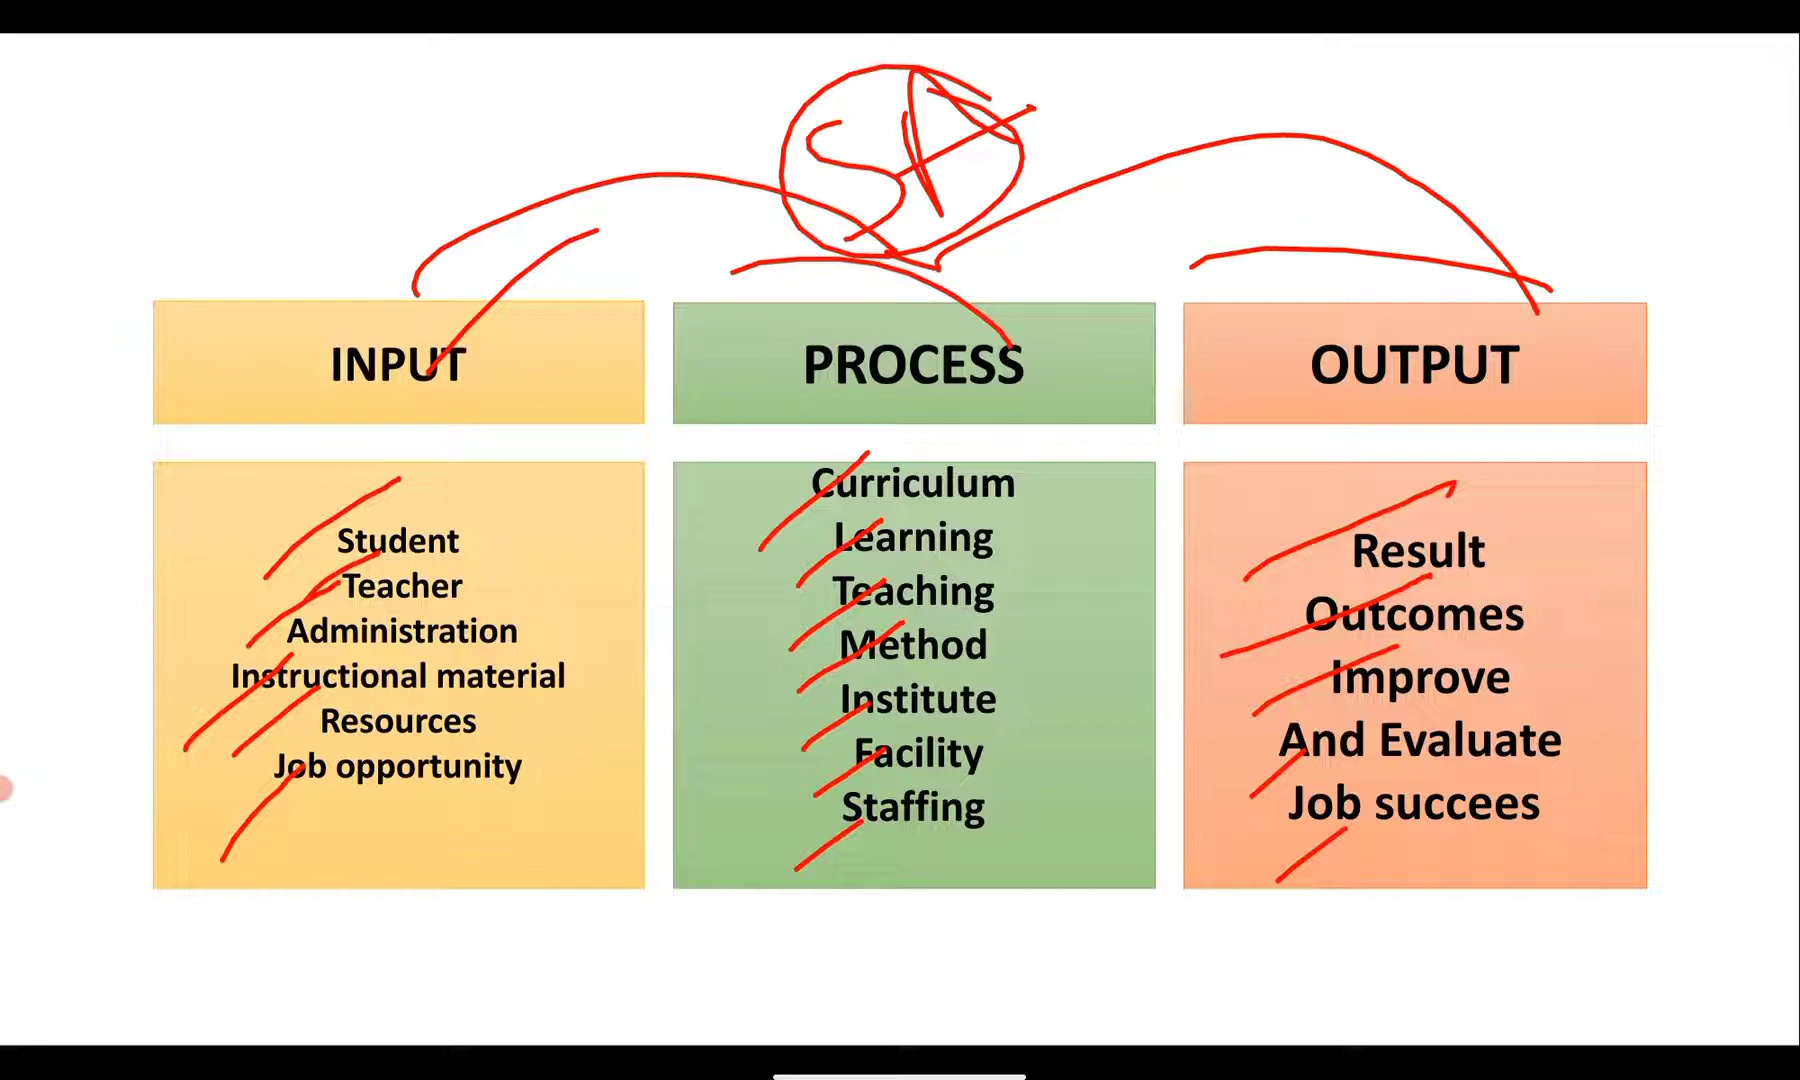 INPUT
PROCESS
OUTPUT
Student
Teacher
Administration
Instructional material
Resources
Job opportunity
Curriculum
Learning
Teaching
Method
Institute
Facility
Staffing
Result
Outcomes
Improve
And Evaluate
Job succees